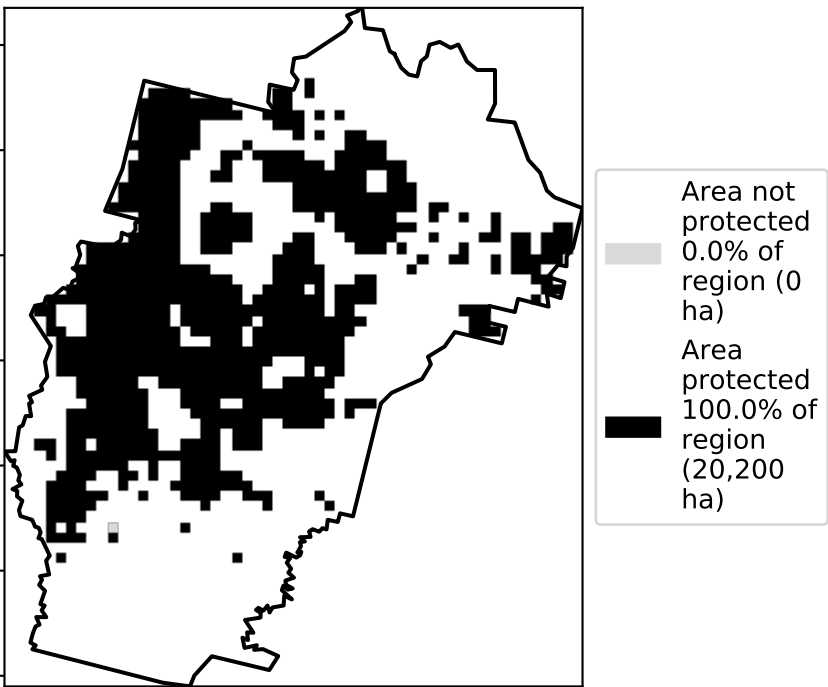 Area not
protected
0.0% of
region (0
ha)
Area
protected
100.0% of
region
(20,200
ha)